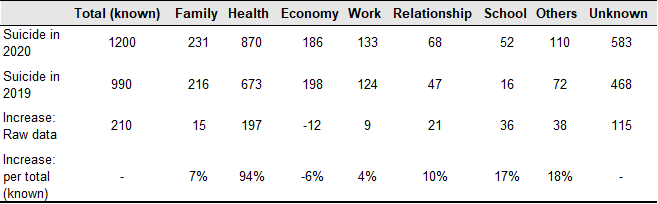 Total (known) Family Health Economy Work Relationship School Others Unknown
Suicide in 2020 1200 231 870 186 133 68 52 110 583
Suicide in 2019 990 216 673 198 124 47 16 72 468
Increase: Raw data 210 15 197 -12 9 21 36 38 115
Increase: per total (known) - 7% 94% -6% 4% 10% 17% 18% -